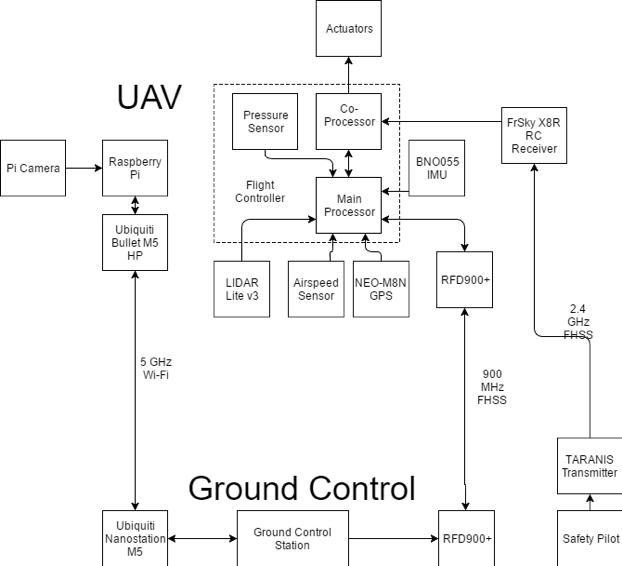 Actuators
UAV
Pressure
Sensor
Co-
Processor
FrSky X8R
RC
Receiver
Pi Camera
Raspberry
Pi
BNO055
IMU
Flight
Controller
Main
Processor
Ubiquiti
Bullet M5
HP
LIDAR
Lite v3
Airspeed
Sensor
NEO-M8N
GPS
RFD900+
2.4
GHz
FHSS
5 GHz
Wi-Fi
900
MHz
FHSS
TARANIS
Transmitter
Ground Control
Ubiquiti
Nanostation
M5
Ground Control
Station
RFD900+
Safety Pilot